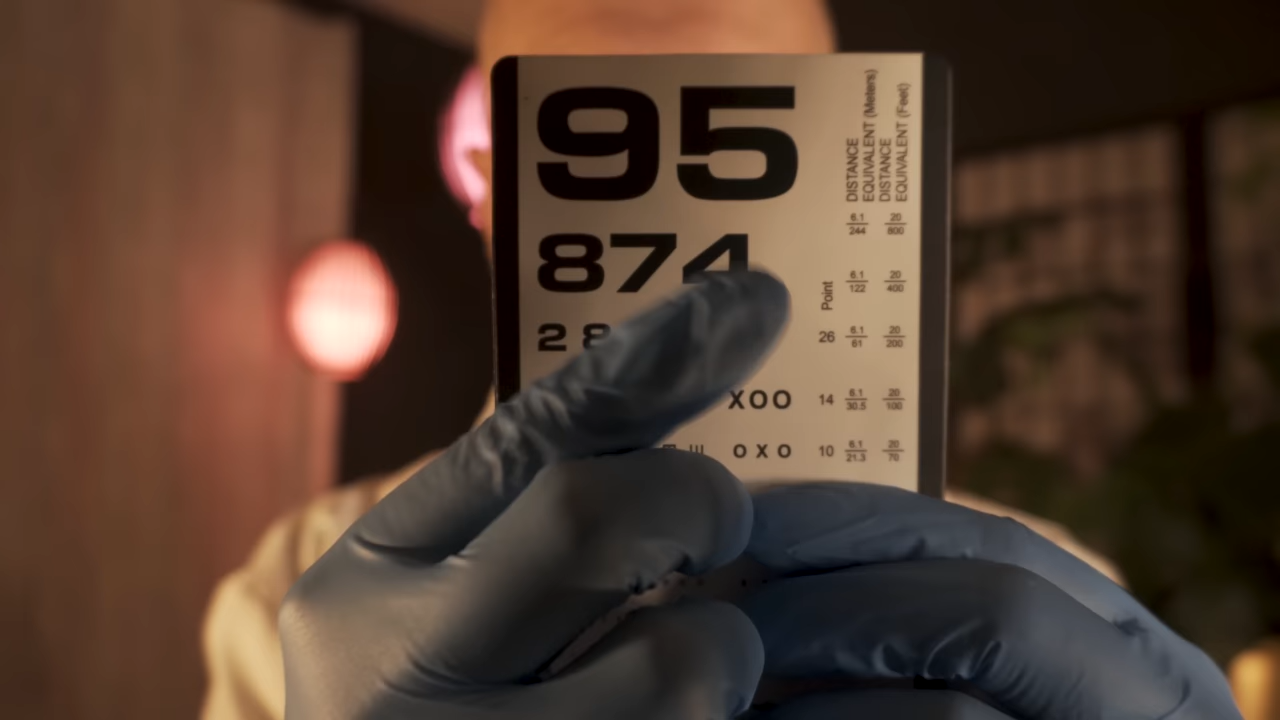 95
874
2 8
XOO
OXO
DISTANCE
EQUIVALENT (Meters)
DISTANCE
EQUIVALENT (Feet)
Point
6.1/244 20/800
6.1/122 20/400
26 6.1/61 20/200
14 6.1/30.5 20/100
10 6.1/21.3 20/70